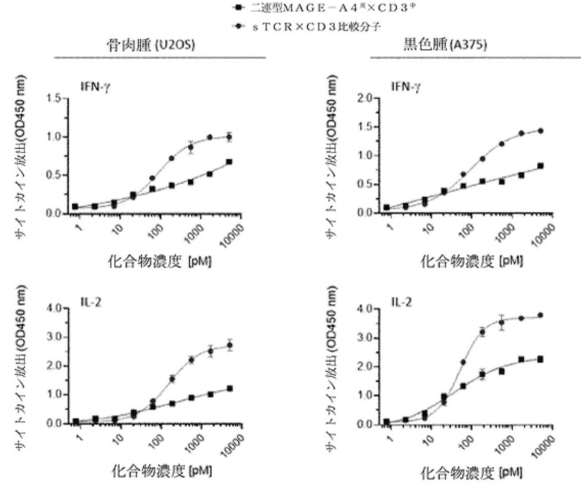 二連型MAGE-A4高×CD3中
sTCR×CD3比較分子
骨肉腫(U2OS)
黒色腫(A375)
IFN-γ
サイトカイン放出(OD450 nm)
1.5
1.0
0.5
0.0
1
10
100
1000
10000
化合物濃度 [pM]
IFN-γ
サイトカイン放出(OD450 nm)
2.0
1.5
1.0
0.5
0.0
1
10
100
1000
10000
化合物濃度 [pM]
IL-2
サイトカイン放出(OD450 nm)
4.0
3.0
2.0
1.0
0.0
1
10
100
1000
10000
化合物濃度 [pM]
IL-2
サイトカイン放出(OD450 nm)
4.0
3.0
2.0
1.0
0.0
1
10
100
1000
10000
化合物濃度 [pM]